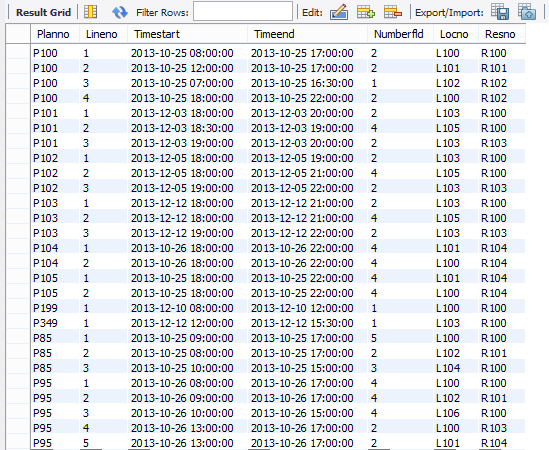 Result Grid Filter Rows: Edit: Export/Import:
Planno Lineno Timestart Timeend Numberfld Locno Resno
P100 1 2013-10-25 08:00:00 2013-10-25 17:00:00 2 L100 R100
P100 2 2013-10-25 12:00:00 2013-10-25 17:00:00 2 L101 R101
P100 3 2013-10-25 07:00:00 2013-10-25 16:30:00 1 L102 R102
P100 4 2013-10-25 18:00:00 2013-10-25 22:00:00 2 L100 R102
P101 1 2013-12-03 18:00:00 2013-12-03 20:00:00 2 L103 R100
P101 2 2013-12-03 18:30:00 2013-12-03 19:00:00 4 L105 R100
P101 3 2013-12-03 19:00:00 2013-12-03 20:00:00 2 L103 R103
P102 1 2013-12-05 18:00:00 2013-12-05 19:00:00 2 L103 R100
P102 2 2013-12-05 18:00:00 2013-12-05 21:00:00 4 L105 R100
P102 3 2013-12-05 19:00:00 2013-12-05 22:00:00 2 L103 R103
P103 1 2013-12-12 18:00:00 2013-12-12 21:00:00 2 L103 R100
P103 2 2013-12-12 18:00:00 2013-12-12 21:00:00 4 L105 R100
P103 3 2013-12-12 19:00:00 2013-12-12 22:00:00 2 L103 R103
P104 1 2013-10-26 18:00:00 2013-10-26 22:00:00 4 L101 R104
P104 2 2013-10-26 18:00:00 2013-10-26 22:00:00 4 L100 R104
P105 1 2013-10-25 18:00:00 2013-10-25 22:00:00 4 L101 R104
P105 2 2013-10-25 18:00:00 2013-10-25 22:00:00 4 L100 R104
P199 1 2013-12-10 08:00:00 2013-12-10 12:00:00 1 L100 R100
P349 1 2013-12-12 12:00:00 2013-12-12 15:30:00 1 L103 R100
P85 1 2013-10-25 09:00:00 2013-10-25 17:00:00 5 L100 R100
P85 2 2013-10-25 08:00:00 2013-10-25 17:00:00 2 L102 R101
P85 3 2013-10-25 10:00:00 2013-10-25 15:00:00 3 L104 R100
P95 1 2013-10-26 08:00:00 2013-10-26 17:00:00 4 L100 R100
P95 2 2013-10-26 09:00:00 2013-10-26 17:00:00 4 L102 R101
P95 3 2013-10-26 10:00:00 2013-10-26 15:00:00 4 L106 R100
P95 4 2013-10-26 13:00:00 2013-10-26 17:00:00 2 L100 R103
P95 5 2013-10-26 13:00:00 2013-10-26 17:00:00 2 L101 R104